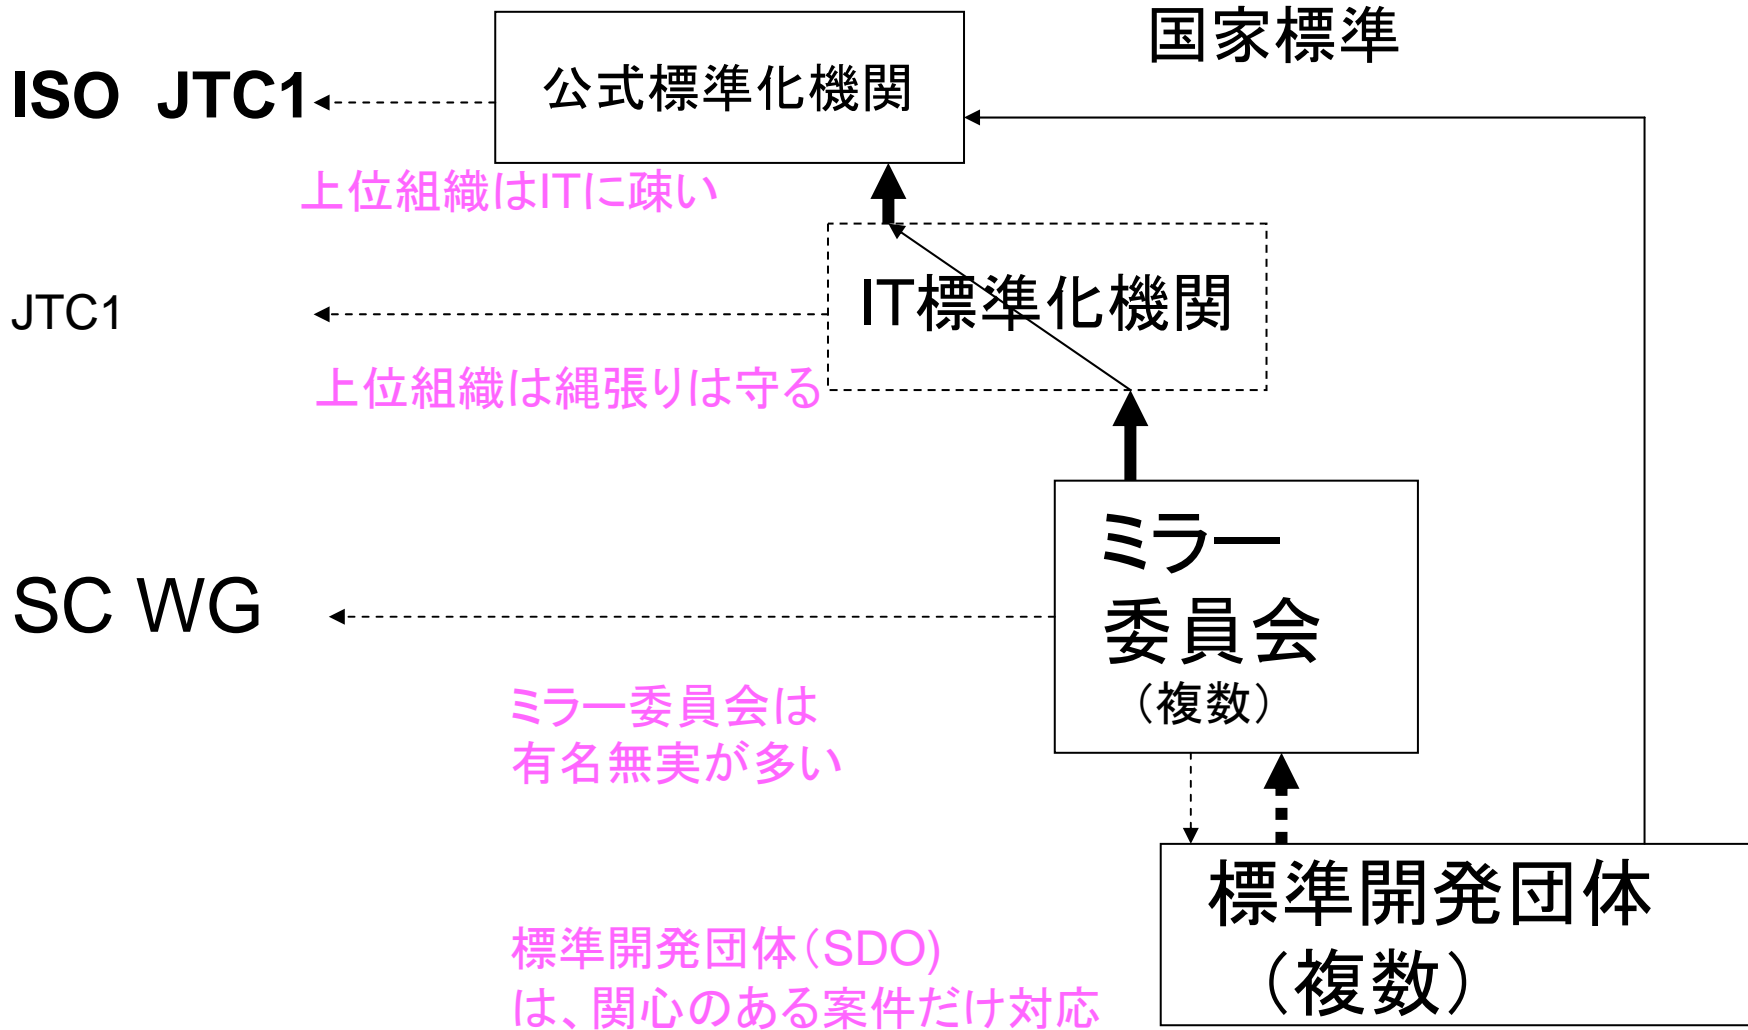 国家標準
公式標準化機関
ISO JTC1
上位組織はITに疎い
IT標準化機関
JTC1
上位組織は縄張りは守る
ミラー
委員会
（複数）
SC WG
ミラー委員会は
有名無実が多い
標準開発団体
（複数）
標準開発団体（SDO)
は、関心のある案件だけ対応